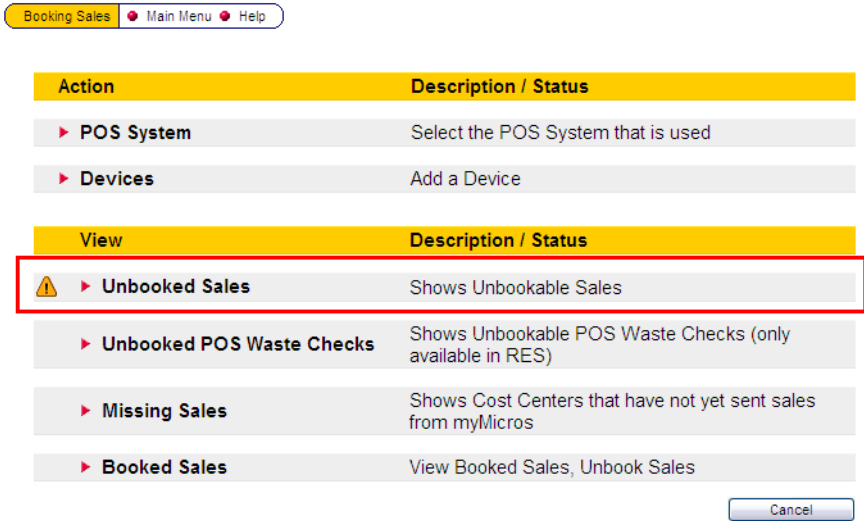 Booking Sales Main Menu Help
Action Description / Status
POS System Select the POS System that is used
Devices Add a Device
View Description / Status
Unbooked Sales Shows Unbookable Sales
Unbooked POS Waste Checks Shows Unbookable POS Waste Checks (only
available in RES)
Missing Sales Shows Cost Centers that have not yet sent sales
from myMicros
Booked Sales View Booked Sales, Unbook Sales
Cancel